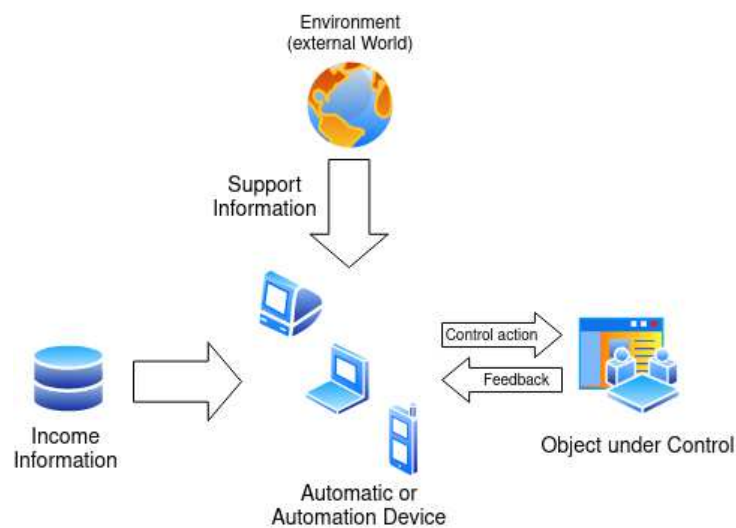 Environment
(external World)
Support
Information
Control action
Feedback
Income
Information
Object under Control
Automatic or
Automation Device